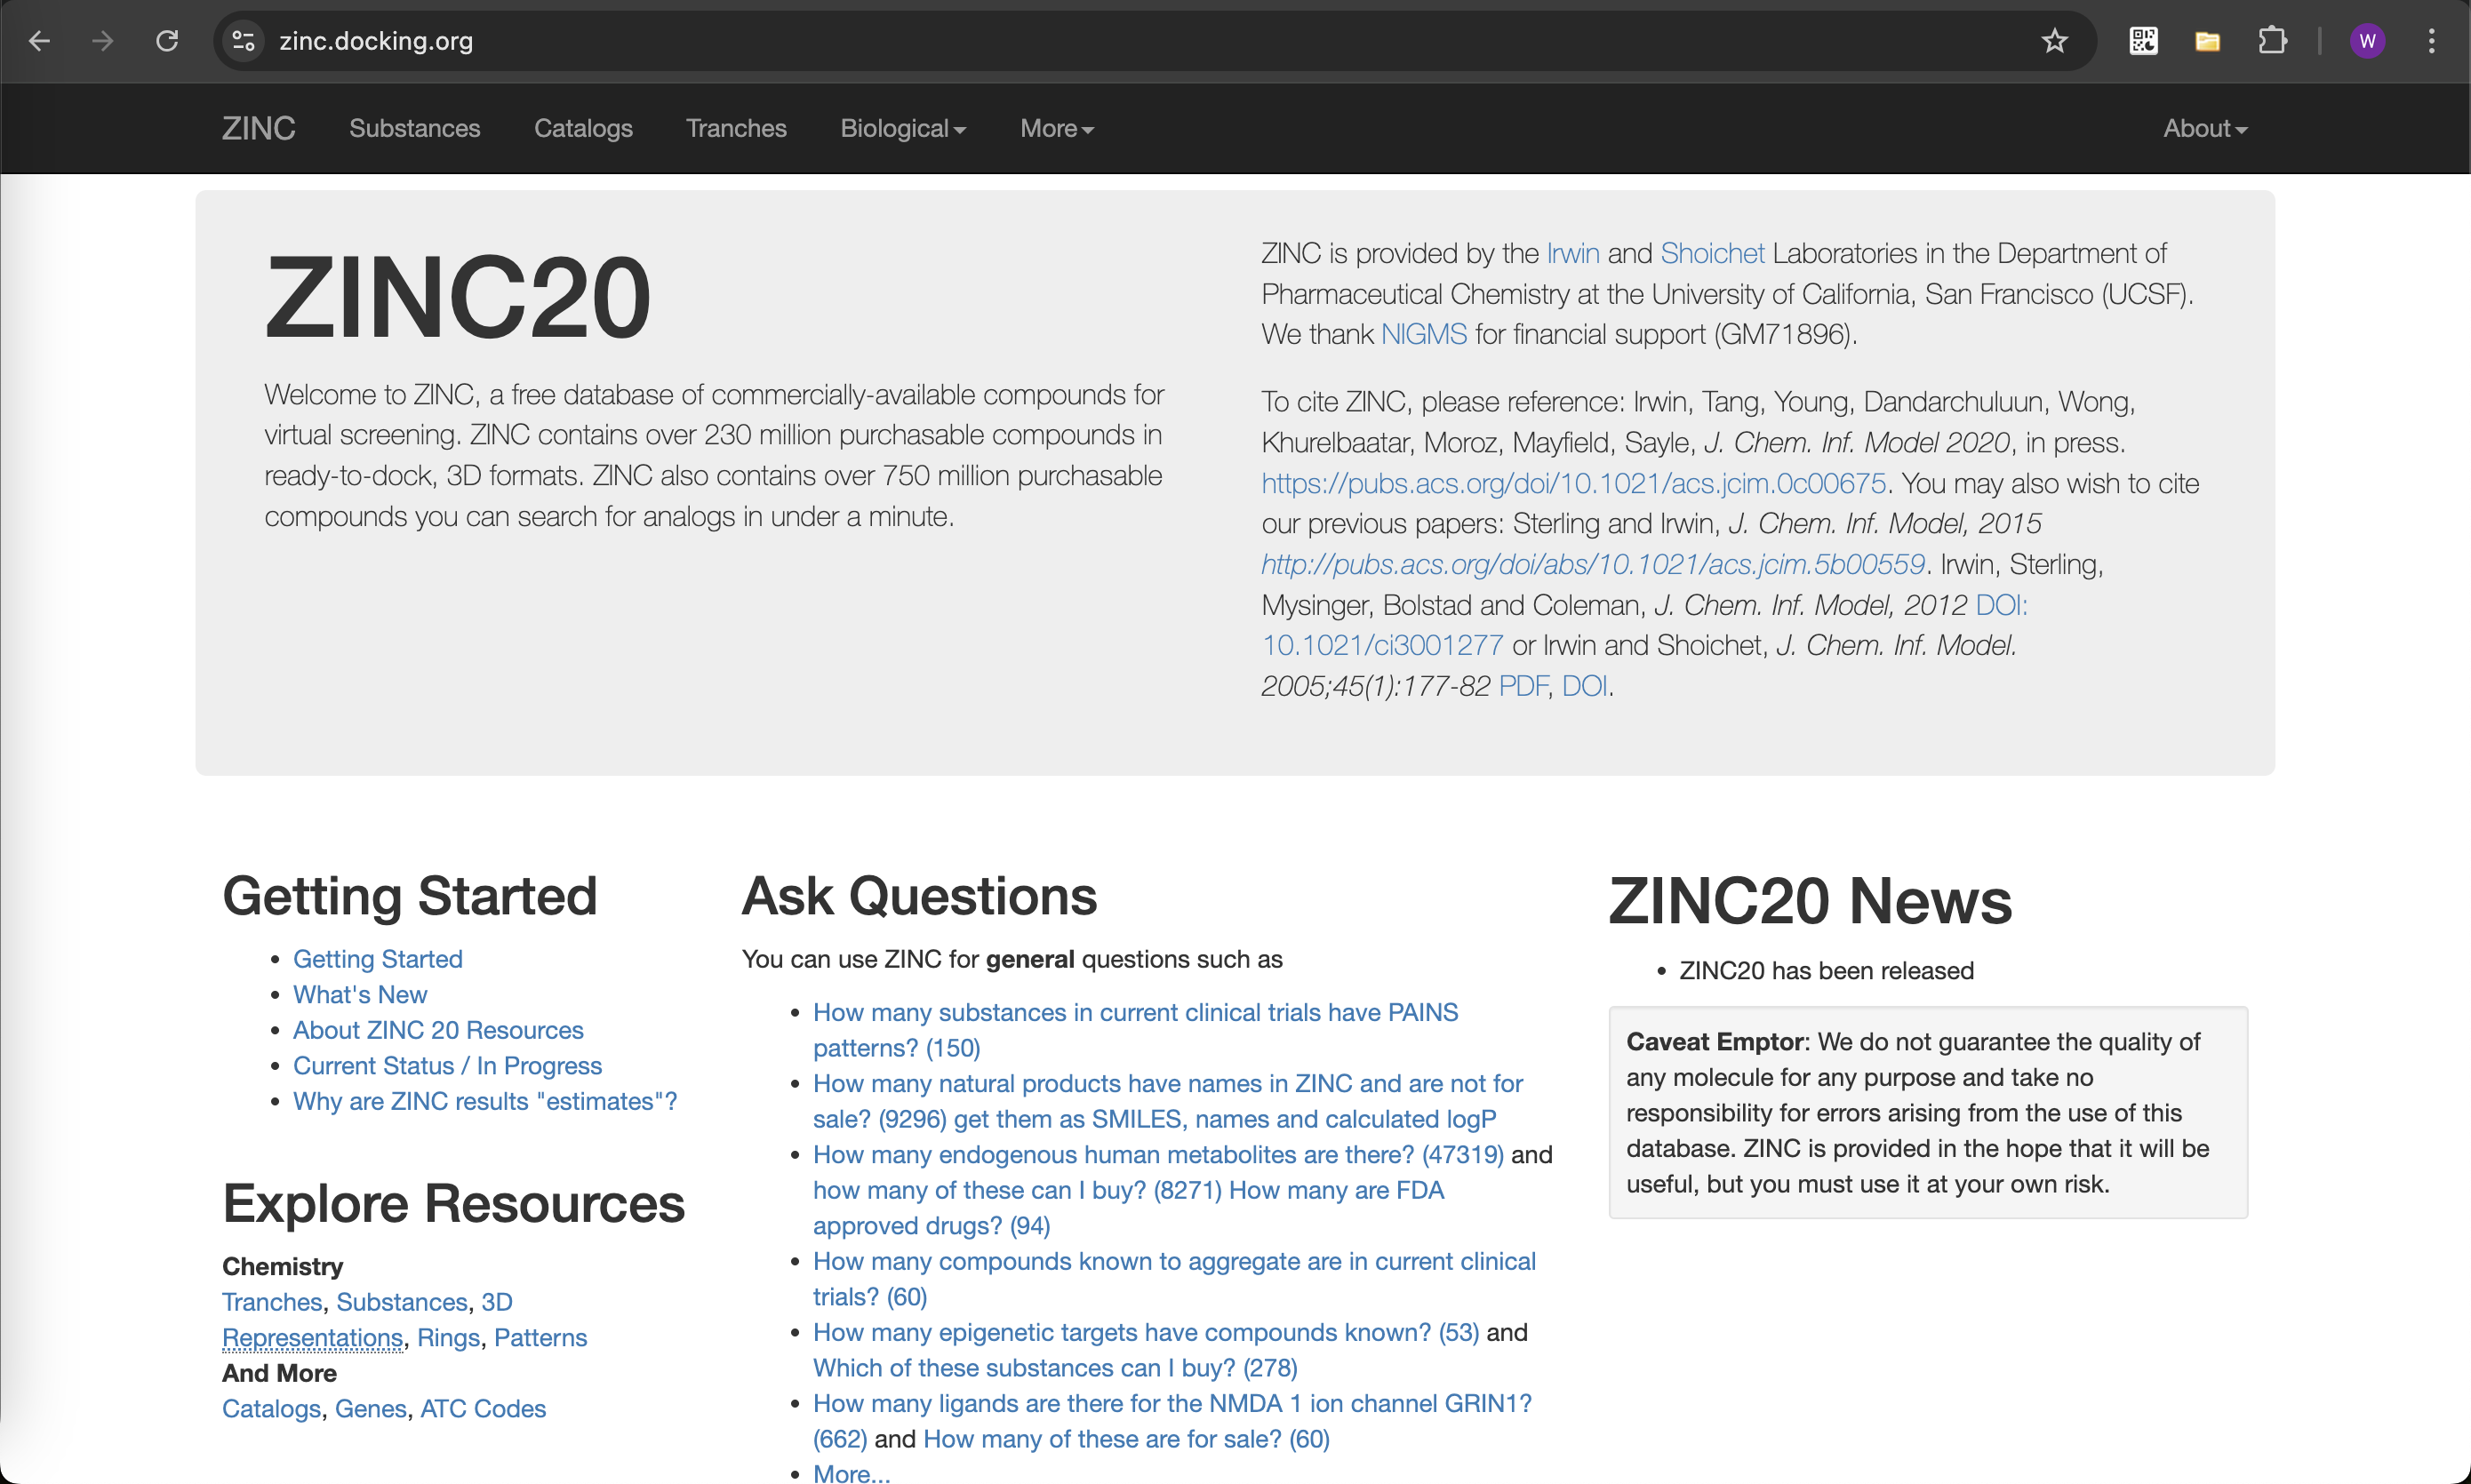 zinc.docking.org
W
ZINC
Substances
Catalogs
Tranches
Biological
More
About
ZINC20
Welcome to ZINC, a free database of commercially-available compounds for
virtual screening. ZINC contains over 230 million purchasable compounds in
ready-to-dock, 3D formats. ZINC also contains over 750 million purchasable
compounds you can search for analogs in under a minute.
ZINC is provided by the Irwin and Shoichet Laboratories in the Department of
Pharmaceutical Chemistry at the University of California, San Francisco (UCSF).
We thank NIGMS for financial support (GM71896).
To cite ZINC, please reference: Irwin, Tang, Young, Dandarchuluun, Wong,
Khurelbaatar, Moroz, Mayfield, Sayle, J. Chem. Inf. Model 2020, in press.
https://pubs.acs.org/doi/10.1021/acs.jcim.0c00675. You may also wish to cite
our previous papers: Sterling and Irwin, J. Chem. Inf. Model, 2015
http://pubs.acs.org/doi/abs/10.1021/acs.jcim.5b00559. Irwin, Sterling,
Mysinger, Bolstad and Coleman, J. Chem. Inf. Model, 2012 DOI:
10.1021/ci3001277 or Irwin and Shoichet, J. Chem. Inf. Model.
2005;45(1):177-82 PDF, DOI.
Getting Started
Getting Started
What's New
About ZINC 20 Resources
Current Status / In Progress
Why are ZINC results "estimates"?
Explore Resources
Chemistry
Tranches, Substances, 3D
Representations, Rings, Patterns
And More
Catalogs, Genes, ATC Codes
Ask Questions
You can use ZINC for general questions such as
How many substances in current clinical trials have PAINS
patterns? (150)
How many natural products have names in ZINC and are not for
sale? (9296) get them as SMILES, names and calculated logP
How many endogenous human metabolites are there? (47319) and
how many of these can I buy? (8271) How many are FDA
approved drugs? (94)
How many compounds known to aggregate are in current clinical
trials? (60)
How many epigenetic targets have compounds known? (53) and
Which of these substances can I buy? (278)
How many ligands are there for the NMDA 1 ion channel GRIN1?
(662) and How many of these are for sale? (60)
More...
ZINC20 News
ZINC20 has been released
Caveat Emptor: We do not guarantee the quality of
any molecule for any purpose and take no
responsibility for errors arising from the use of this
database. ZINC is provided in the hope that it will be
useful, but you must use it at your own risk.